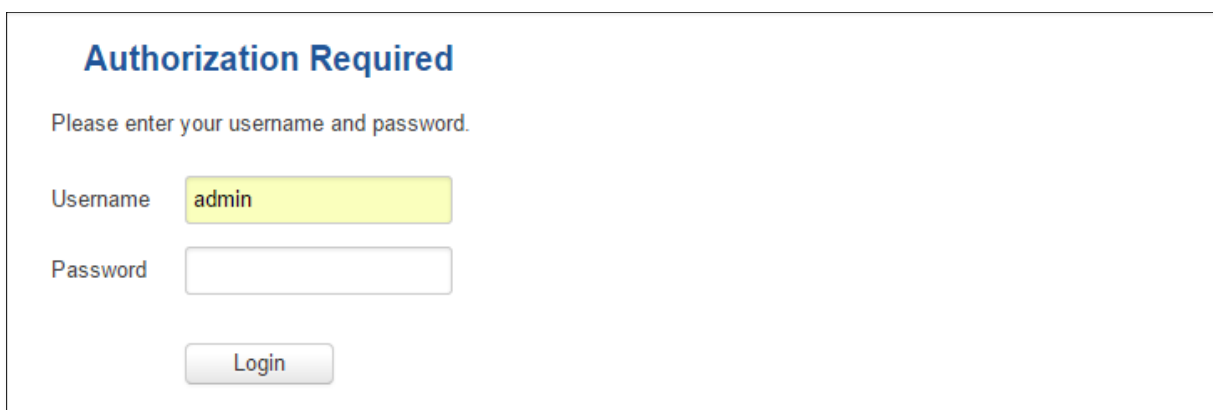 Authorization Required
Please enter your username and password.
Username admin
Password
Login